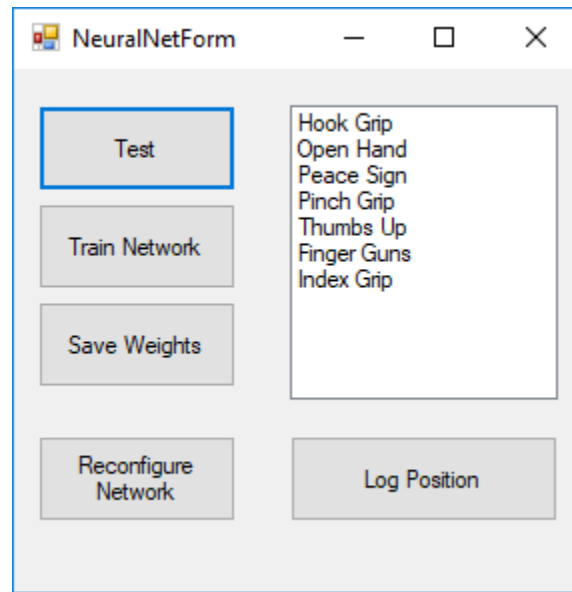 NeuralNetForm
Test
Train Network
Save Weights
Reconfigure
Network
Hook Grip
Open Hand
Peace Sign
Pinch Grip
Thumbs Up
Finger Guns
Index Grip
Log Position